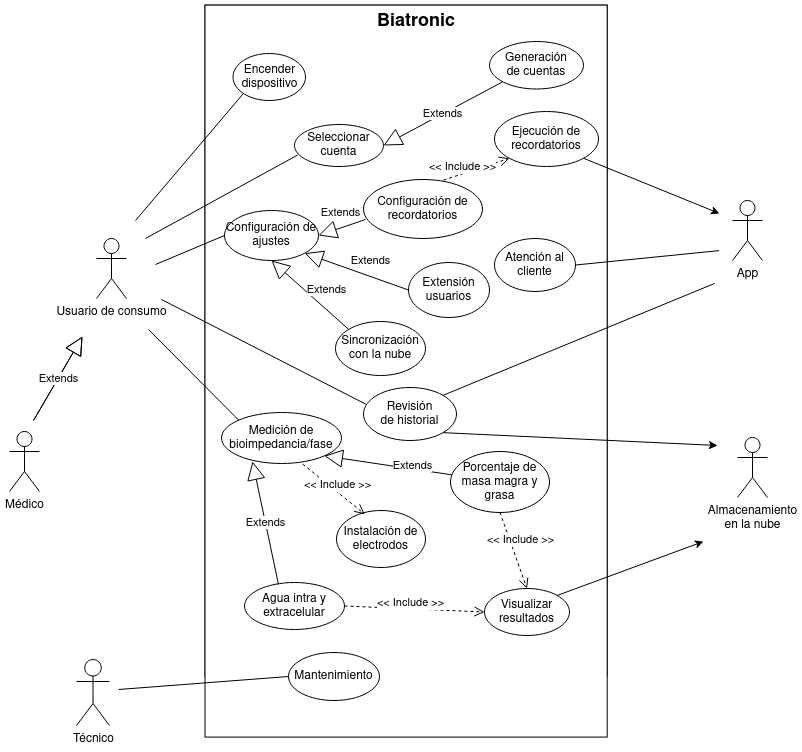 Biatronic
Encender
dispositivo
Generación
de cuentas
Extends
Seleccionar
cuenta
Ejecución de
recordatorios
<< Include >>
Configuración de
recordatorios
Extends
Configuración de
ajustes
Extends
Atención al
cliente
App
Extensión
usuarios
Extends
Usuario de consumo
Sincronización
con la nube
Extends
Revisión
de historial
Medición de
bioimpedancia/fase
Extends
Porcentaje de
masa magra y
grasa
<< Include >>
Médico
Almacenamiento
en la nube
Extends
Instalación de
electrodos
<< Include >>
Agua intra y
extracelular
<< Include >>
Visualizar
resultados
Mantenimiento
Técnico